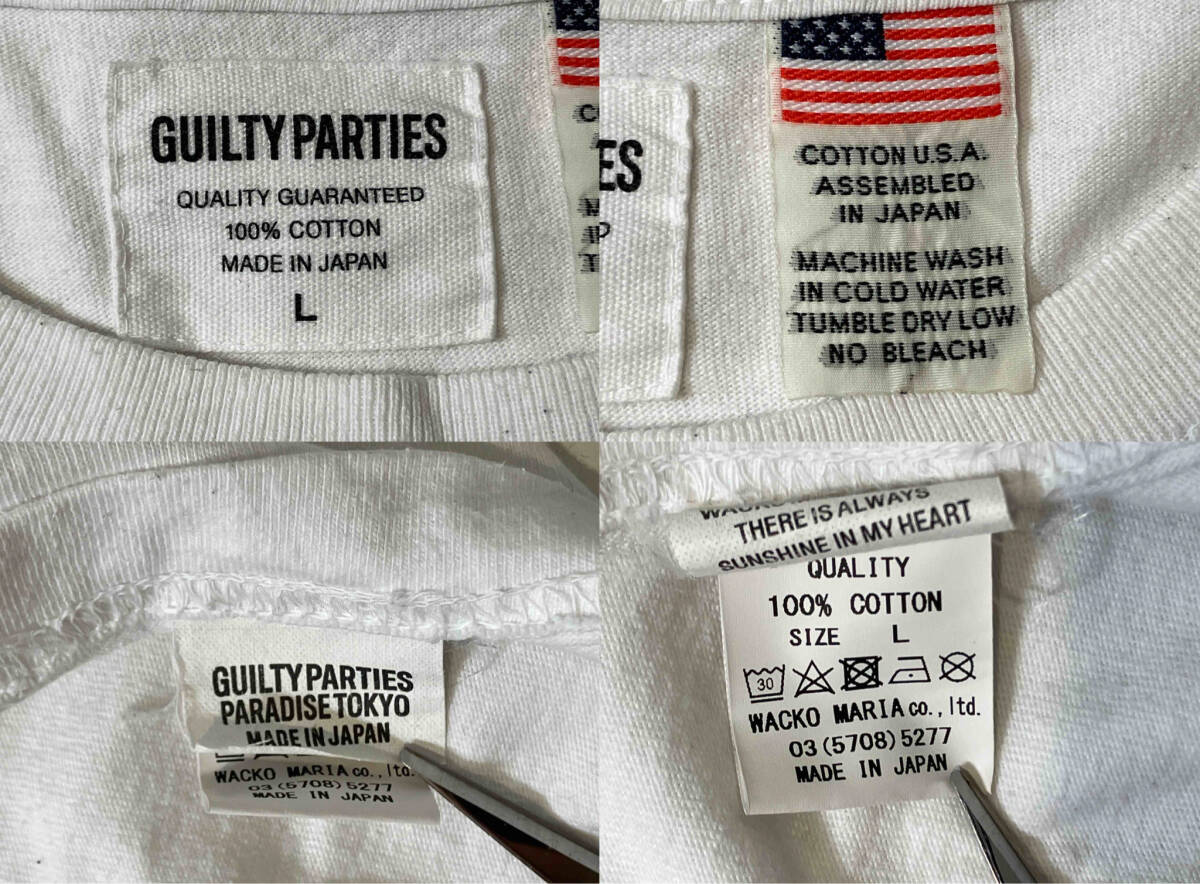 GUILTY PARTIES
QUALITY GUARANTEED
100% COTTON
MADE IN JAPAN
L
ES
COTTON U.S.A.
ASSEMBLED
IN JAPAN
MACHINE WASH
IN COLD WATER
TUMBLE DRY LOW
NO BLEACH
GUILTY PARTIES
PARADISE TOKYO
MADE IN JAPAN
WACKO MARIA co., ltd.
03 (5708) 5277
MADE IN JAPAN
THERE IS ALWAYS
SUNSHINE IN MY HEART
QUALITY
100% COTTON
SIZE L
30
WACKO MARIA co., ltd.
03 (5708) 5277
MADE IN JAPAN